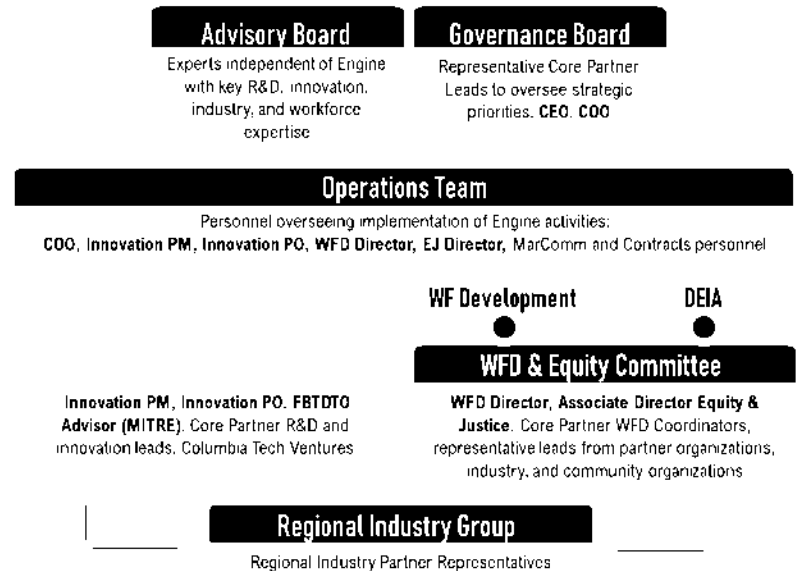 Advisory Board
Experts independent of Engine
with key R&D, innovation,
industry, and workforce
expertise
Governance Board
Representative Core Partner
Leads to oversee strategic
priorities. CEO. COO
Operations Team
Personnel overseeing implementation of Engine activities:
COO, Innovation PM, Innovation PO, WFD Director, EJ Director, MarComm and Contracts personnel
WF Development
DEIA
Innovation PM, Innovation PO. FBTDTO
Advisor (MITRE). Core Partner R&D and
innovation leads, Columbia Tech Ventures
WFD & Equity Committee
WFD Director, Associate Director Equity &
Justice. Core Partner WFD Coordinators,
representative leads from partner organizations,
industry, and community organizations
Regional Industry Group
Regional Industry Partner Representatives